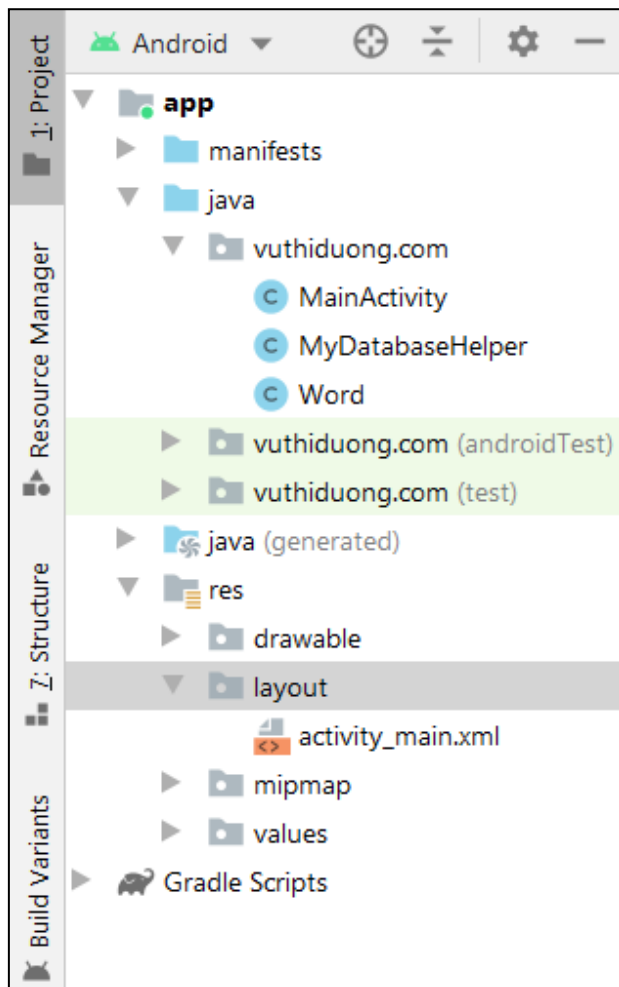 Android
1: Project
Resource Manager
7: Structure
Build Variants
app
manifests
java
vuthiduong.com
MainActivity
MyDatabaseHelper
Word
vuthiduong.com (androidTest)
vuthiduong.com (test)
java (generated)
res
drawable
layout
activity_main.xml
mipmap
values
Gradle Scripts